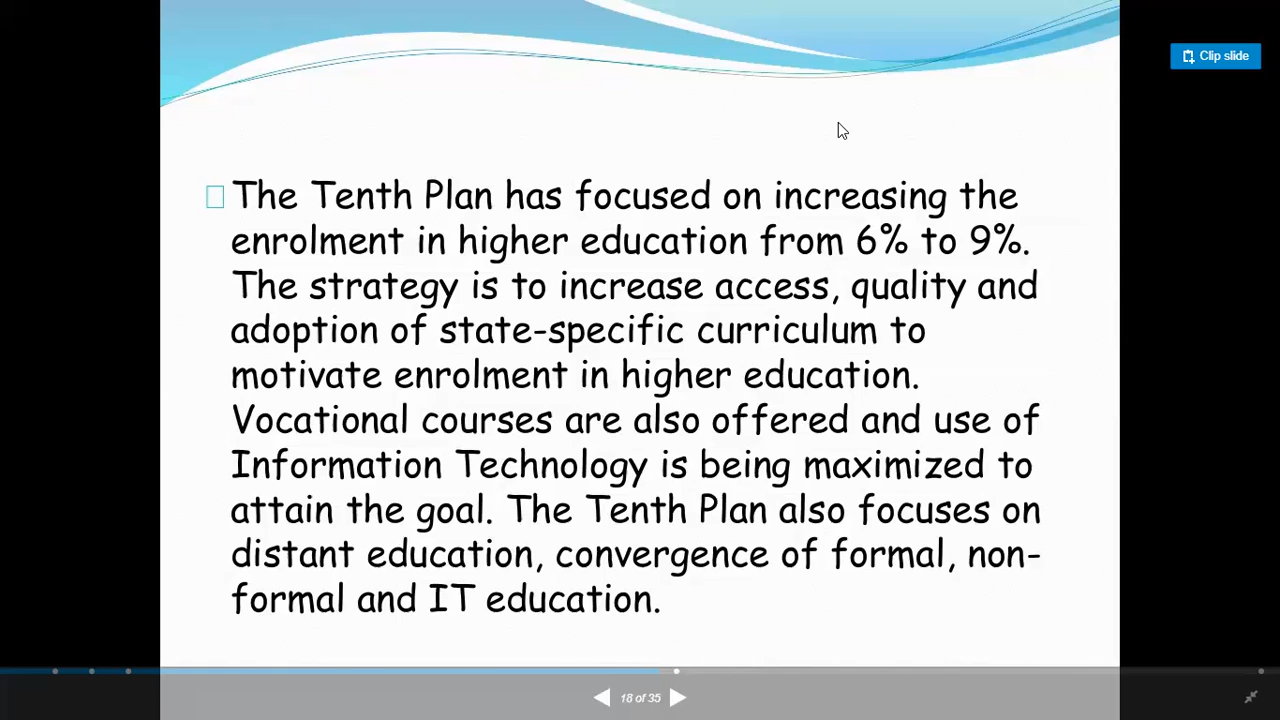 Clip slide
The Tenth Plan has focused on increasing the
enrolment in higher education from 6% to 9%.
The strategy is to increase access, quality and
adoption of state-specific curriculum to
motivate enrolment in higher education.
Vocational courses are also offered and use of
Information Technology is being maximized to
attain the goal. The Tenth Plan also focuses on
distant education, convergence of formal, non-
formal and IT education.
18 of 35